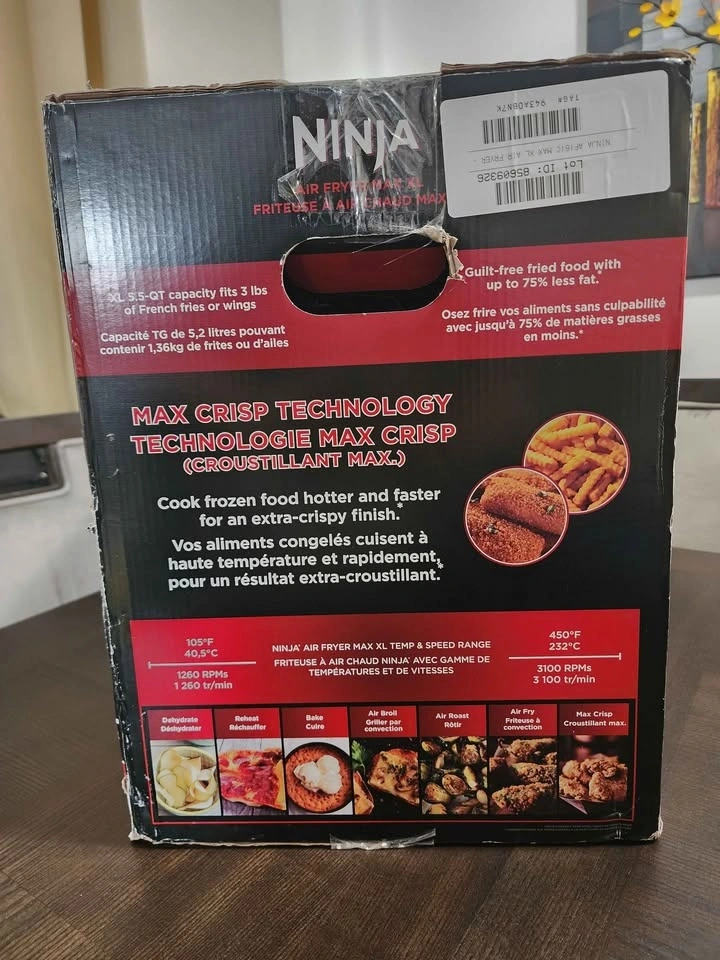 NINJA
AIR FRYER MAX XL
FRITEUSE À AIR CHAUD MAX
TAG# 943A0BN7K
NINJA AF161C MAX XL AIR FRYER -
Lot ID: 85609326
XL 5.5-QT capacity fits 3 lbs
of French fries or wings
Capacité TG de 5,2 litres pouvant
contenir 1,36kg de frites ou d'ailes
Guilt-free fried food with
up to 75% less fat.*
Osez frire vos aliments sans culpabilité
avec jusqu'à 75% de matières grasses
en moins.*
MAX CRISP TECHNOLOGY
TECHNOLOGIE MAX CRISP
(CROUSTILLANT MAX.)
Cook frozen food hotter and faster
for an extra-crispy finish.*
Vos aliments congelés cuisent à
haute température et rapidement,
pour un résultat extra-croustillant.*
105°F
40,5°C
1260 RPMs
1 260 tr/min
NINJA® AIR FRYER MAX XL TEMP & SPEED RANGE
FRITEUSE À AIR CHAUD NINJA® AVEC GAMME DE
TEMPÉRATURES ET DE VITESSES
450°F
232°C
3100 RPMs
3 100 tr/min
Dehydrate
Déshydrater
Reheat
Réchauffer
Bake
Cuire
Air Broil
Griller par
convection
Air Roast
Rôtir
Air Fry
Friteuse à
convection
Max Crisp
Croustillant max.